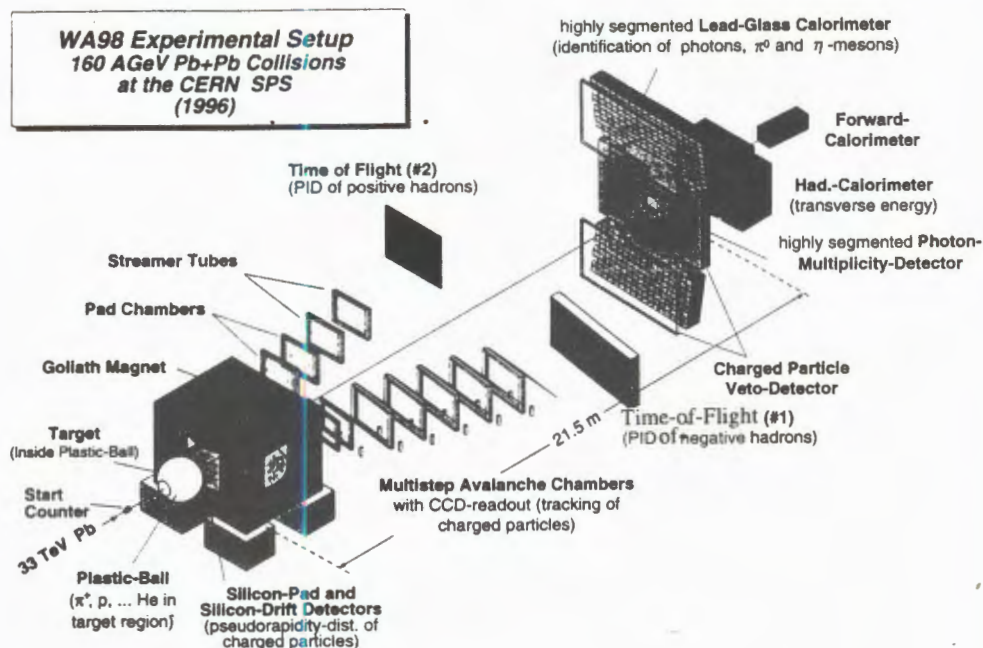 WA98 Experimental Setup
160 AGeV Pb+Pb Collisions
at the CERN SPS
(1996)
highly segmented Lead-Glass Calorimeter
(identification of photons, π⁰ and η -mesons)
Forward-
Calorimeter
Had.-Calorimeter
(transverse energy)
highly segmented Photon-
Multiplicity-Detector
Time of Flight (#2)
(PID of positive hadrons)
Streamer Tubes
Pad Chambers
Goliath Magnet
Charged Particle
Veto-Detector
Time-of-Flight (#1)
(PID of negative hadrons)
21.5 m
Target
(Inside Plastic-Ball)
Multistep Avalanche Chambers
with CCD-readout (tracking of
charged particles)
Start
Counter
33 TeV Pb
Plastic-Ball
(π⁺, p, ... He in
target region)
Silicon-Pad and
Silicon-Drift Detectors
(pseudorapidity-dist. of
charged particles)